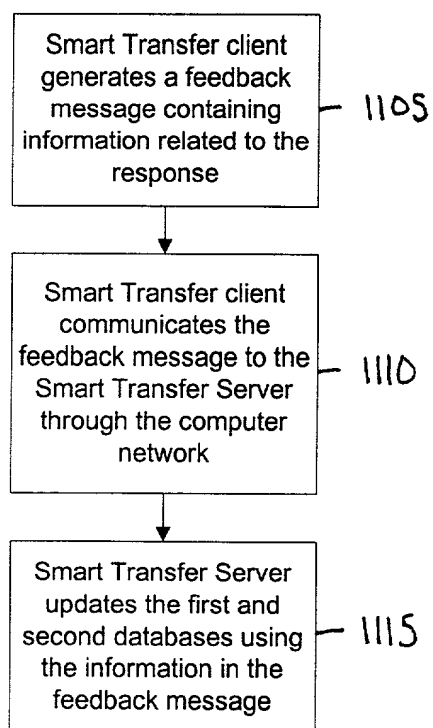 Smart Transfer client
generates a feedback
message containing
information related to the
response
1105
Smart Transfer client
communicates the
feedback message to the
Smart Transfer Server
through the computer
network
1110
Smart Transfer Server
updates the first and
second databases using
the information in the
feedback message
1115